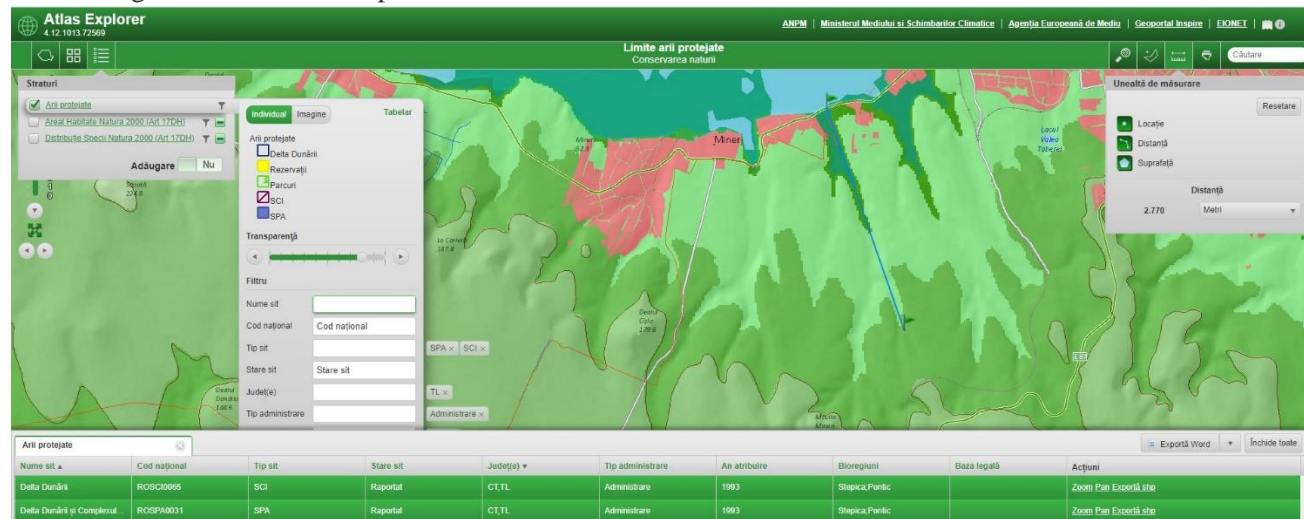 Atlas Explorer
4.12.1013.72569
ANPM | Ministerul Mediului si Schimbarilor Climatice | Agenția Europeană de Mediu | Geoportal Inspire | EIONET |
Limite arii protejate
Conservarea naturii
Căutare
Straturi
Arii protejate
Areal Habitate Natura 2000 (Art 17DH)
Distribuție Specii Natura 2000 (Art 17DH)
Adăugare Nu
Individual Imagine Tabelar
Arii protejate
Delta Dunării
Rezervații
Parcuri
SCI
SPA
Transparență
Filtru
Nume sit
Cod național Cod național
Tip sit SPA × SCI ×
Stare sit Stare sit
Județ(e) TL ×
Tip administrare Administrare ×
Mineri
Lacul
Valea
Taberei
Dealul
178.6
E 87
Unealtă de măsurare
Resetare
Locație
Distanță
Suprafață
Distanță
2.770 Metri
Arii protejate
Exportă Word Închide toate
Nume sit Cod național Tip sit Stare sit Județ(e) Tip administrare An atribuire Bioregiuni Baza legală Acțiuni
Delta Dunării ROSCI0065 SCI Raportat CT,TL Administrare 1993 Stepica;Pontic Zoom Pan Exportă shp
Delta Dunării și Complexul... ROSPA0031 SPA Raportat CT,TL Administrare 1993 Stepica;Pontic Zoom Pan Exportă shp